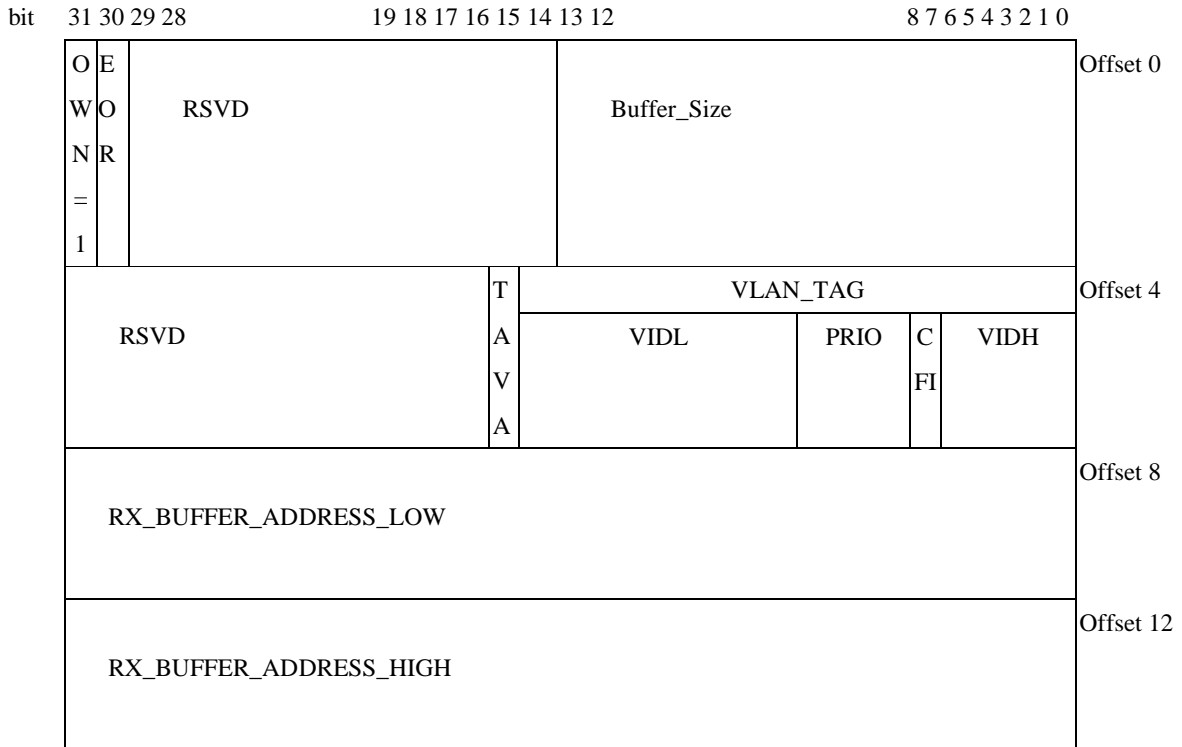 bit 31 30 29 28 19 18 17 16 15 14 13 12 8 7 6 5 4 3 2 1 0
O E Offset 0
W O RSVD Buffer_Size
N R
=
1
T VLAN_TAG Offset 4
RSVD A VIDL PRIO C VIDH
V FI
A
Offset 8
RX_BUFFER_ADDRESS_LOW
Offset 12
RX_BUFFER_ADDRESS_HIGH